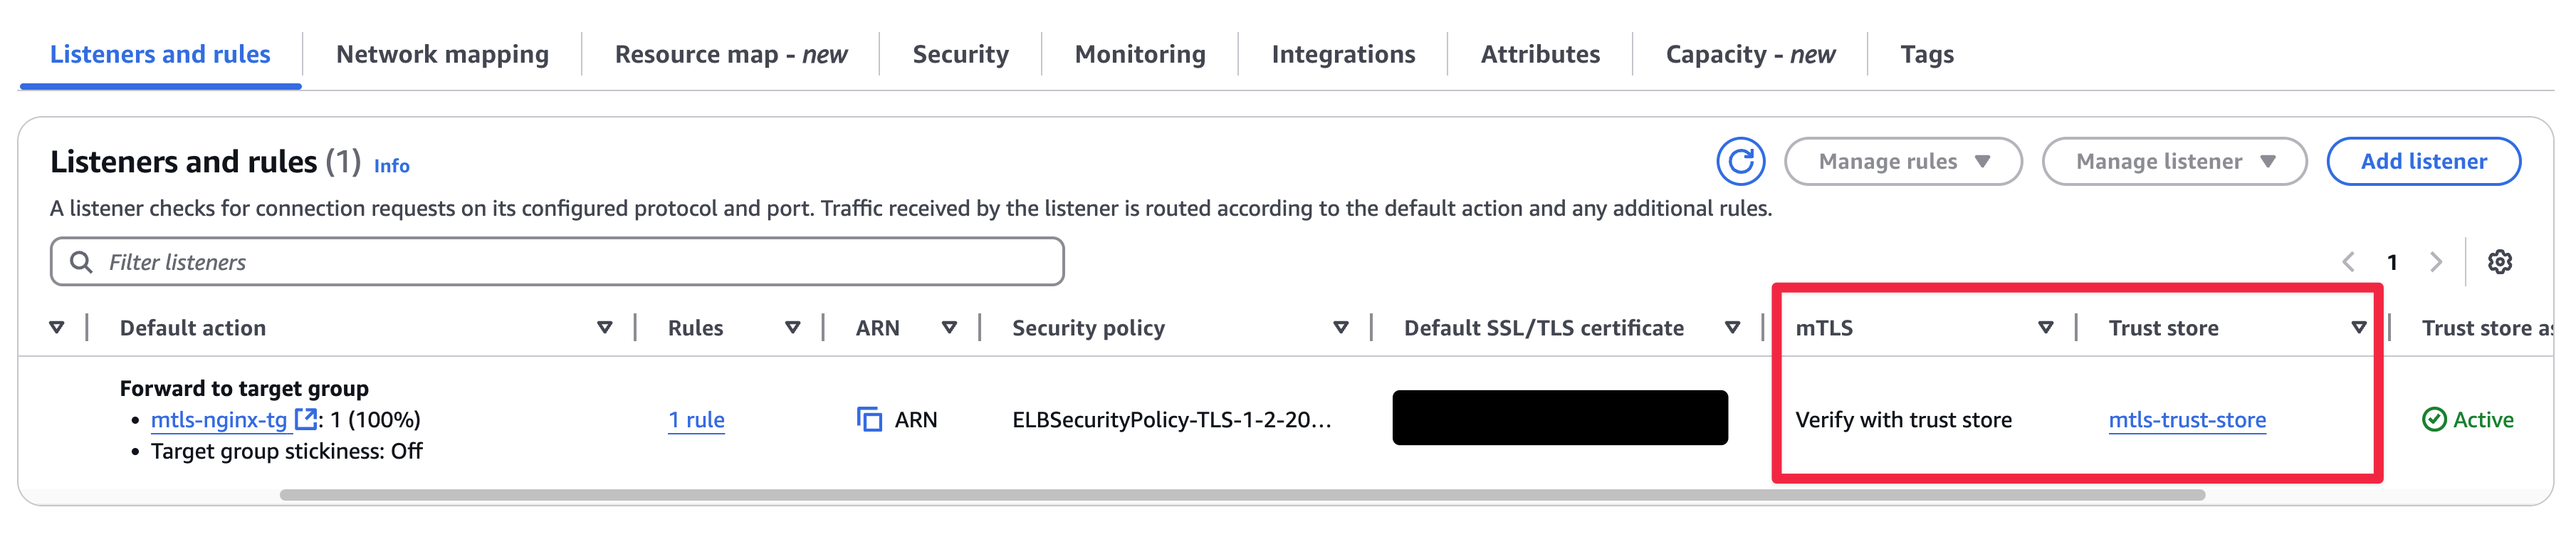 Listeners and rules
Network mapping
Resource map - new
Security
Monitoring
Integrations
Attributes
Capacity - new
Tags
Listeners and rules (1) Info
Manage rules
Manage listener
Add listener
A listener checks for connection requests on its configured protocol and port. Traffic received by the listener is routed according to the default action and any additional rules.
Filter listeners
1
Default action
Rules
ARN
Security policy
Default SSL/TLS certificate
mTLS
Trust store
Trust store as
Forward to target group
• mtls-nginx-tg : 1 (100%)
• Target group stickiness: Off
1 rule
ARN
ELBSecurityPolicy-TLS-1-2-20...
Verify with trust store
mtls-trust-store
Active